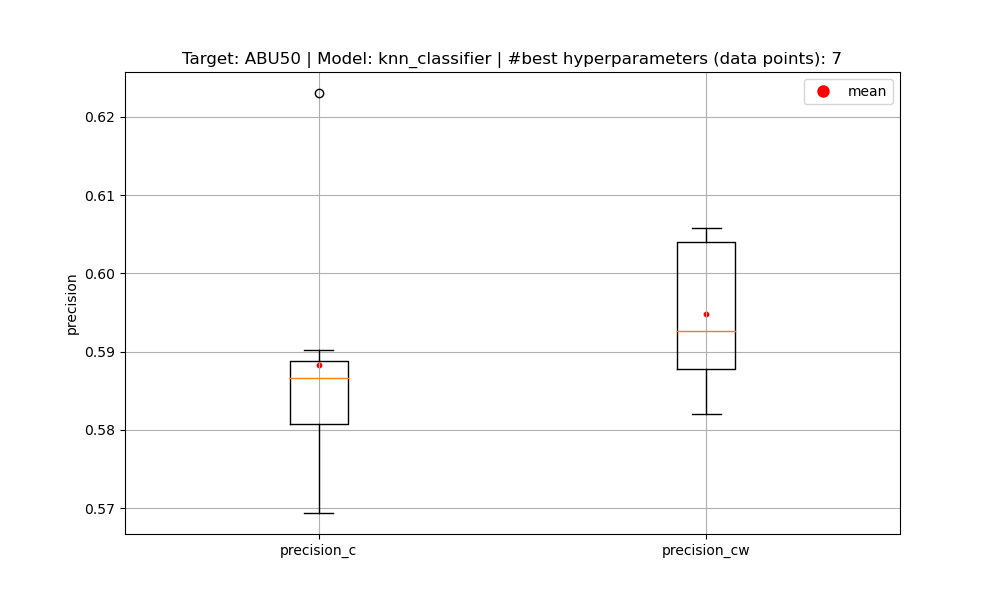 Target: ABU50 | Model: knn_classifier | #best hyperparameters (data points): 7
mean
0.62
0.61
0.60
0.59
0.58
0.57
precision
precision_c
precision_cw